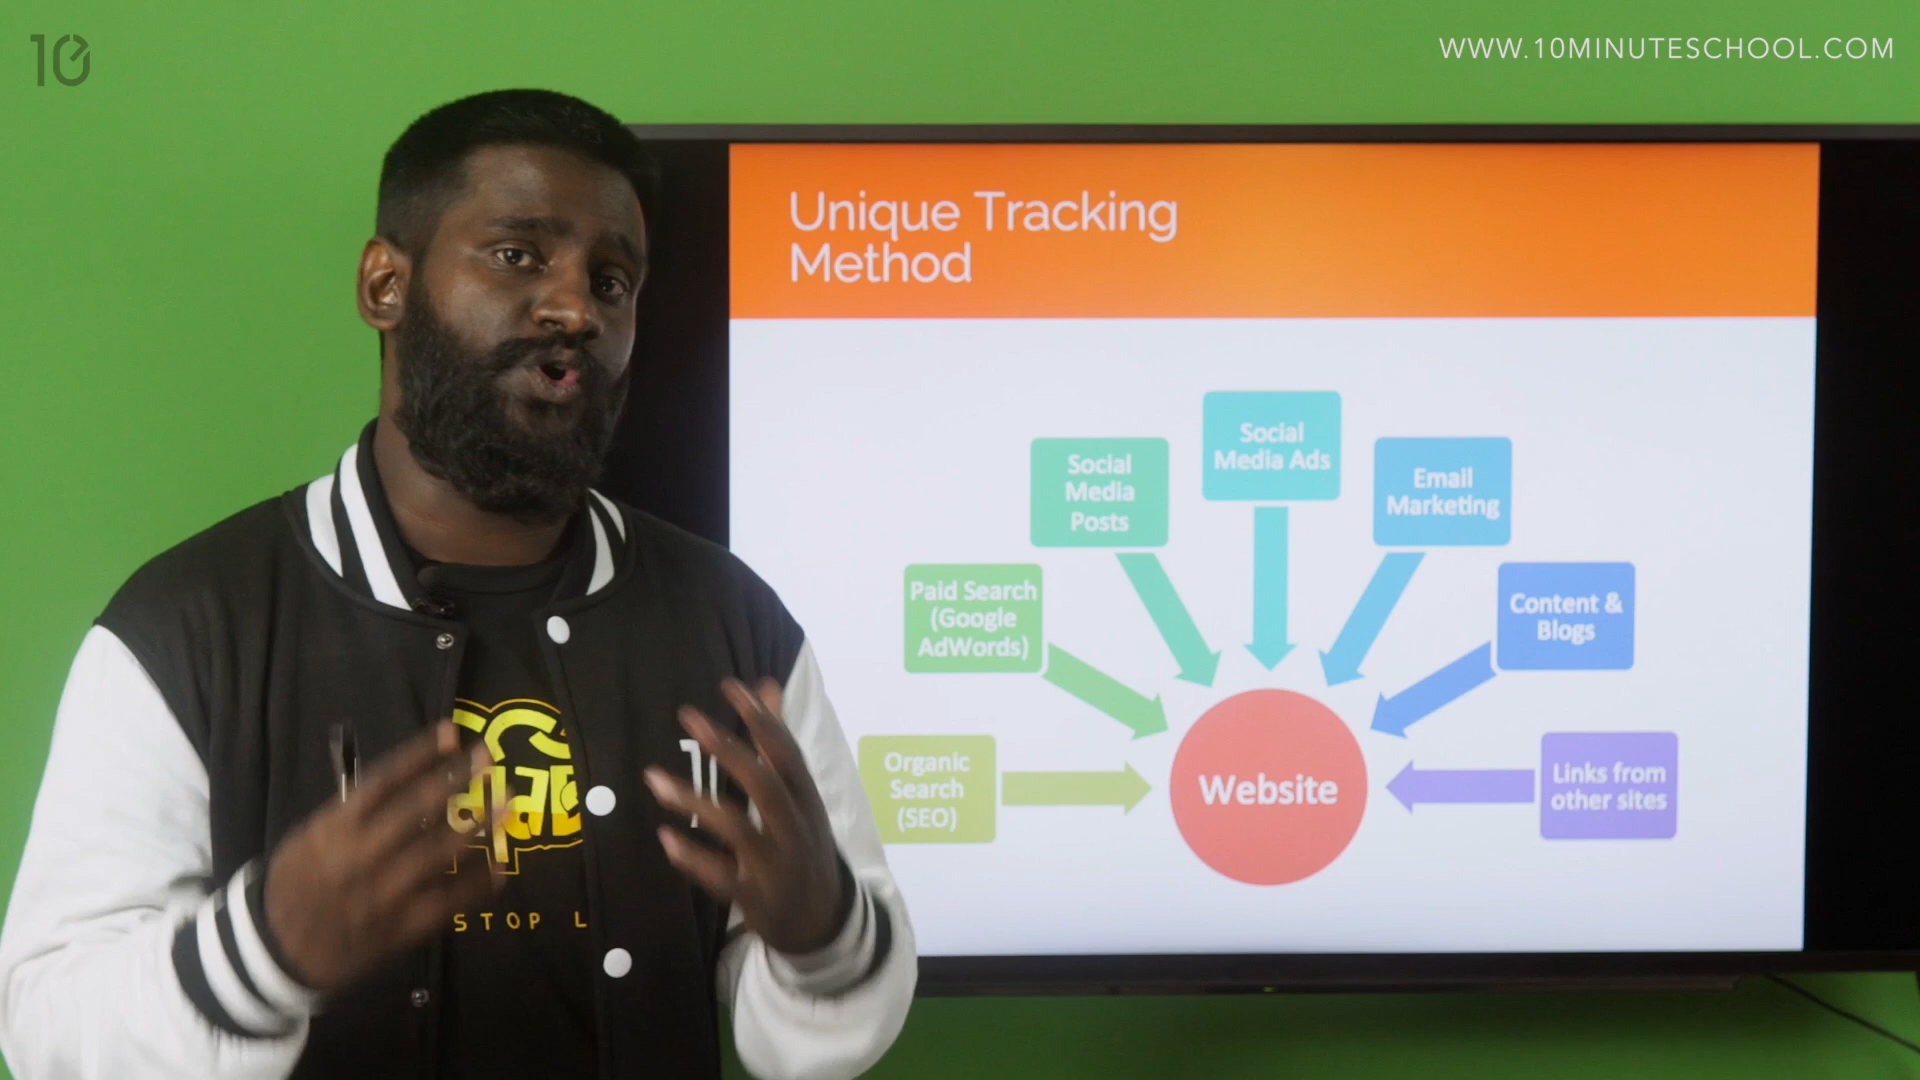 10
WWW.10MINUTESCHOOL.COM
Unique Tracking
Method
Social
Media Ads
Social
Media
Posts
Email
Marketing
Paid Search
(Google
AdWords)
Content &
Blogs
Organic
Search
(SEO)
Website
Links from
other sites
STOP L